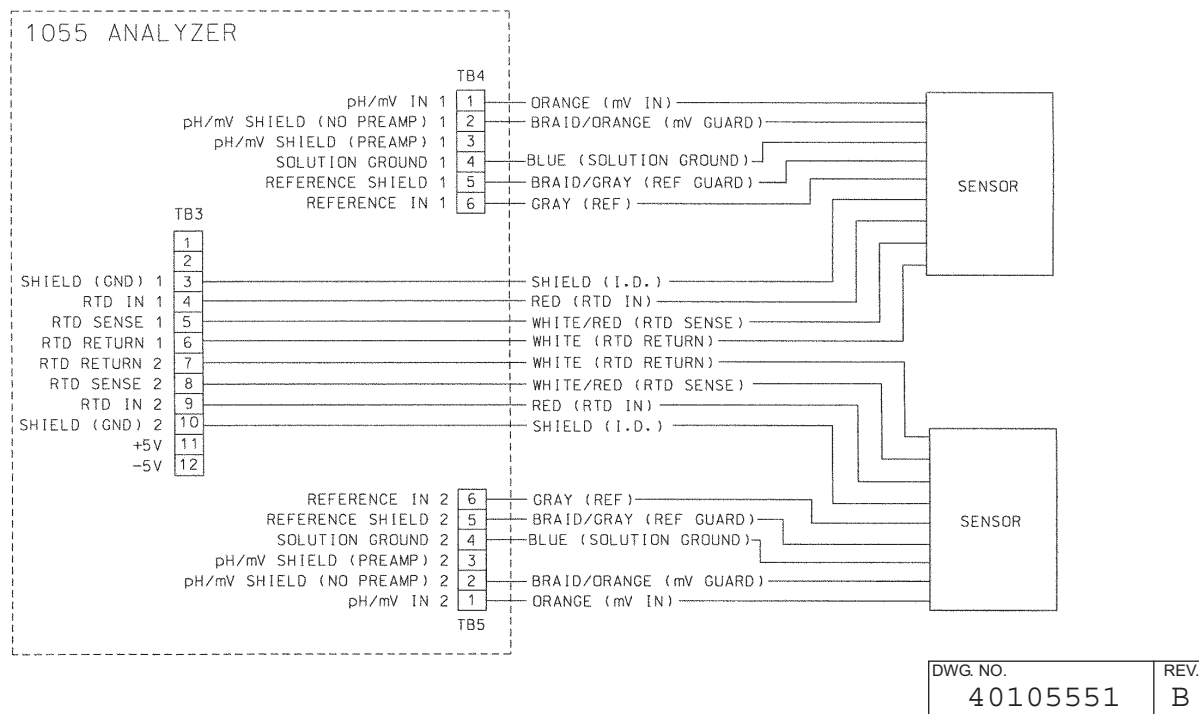 1055 ANALYZER
TB4
pH/mV IN 1 1 ORANGE (mV IN)
pH/mV SHIELD (NO PREAMP) 1 2 BRAID/ORANGE (mV GUARD)
pH/mV SHIELD (PREAMP) 1 3
SOLUTION GROUND 1 4 BLUE (SOLUTION GROUND)
REFERENCE SHIELD 1 5 BRAID/GRAY (REF GUARD)
REFERENCE IN 1 6 GRAY (REF)
SENSOR
TB3
1
2
SHIELD (GND) 1 3 SHIELD (I.D.)
RTD IN 1 4 RED (RTD IN)
RTD SENSE 1 5 WHITE/RED (RTD SENSE)
RTD RETURN 1 6 WHITE (RTD RETURN)
RTD RETURN 2 7 WHITE (RTD RETURN)
RTD SENSE 2 8 WHITE/RED (RTD SENSE)
RTD IN 2 9 RED (RTD IN)
SHIELD (GND) 2 10 SHIELD (I.D.)
+5V 11
-5V 12
REFERENCE IN 2 6 GRAY (REF)
REFERENCE SHIELD 2 5 BRAID/GRAY (REF GUARD)
SOLUTION GROUND 2 4 BLUE (SOLUTION GROUND)
pH/mV SHIELD (PREAMP) 2 3
pH/mV SHIELD (NO PREAMP) 2 2 BRAID/ORANGE (mV GUARD)
pH/mV IN 2 1 ORANGE (mV IN)
TB5
SENSOR
DWG. NO. REV.
40105551 B